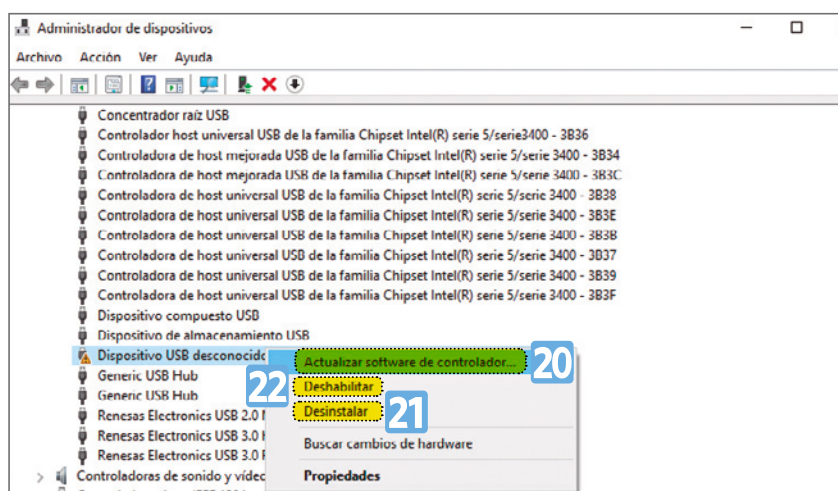 Administrador de dispositivos
Archivo Acción Ver Ayuda
Concentrador raíz USB
Controlador host universal USB de la familia Chipset Intel(R) serie 5/serie3400 - 3B36
Controladora de host mejorada USB de la familia Chipset Intel(R) serie 5/serie 3400 - 3B34
Controladora de host mejorada USB de la familia Chipset Intel(R) serie 5/serie 3400 - 3B3C
Controladora de host universal USB de la familia Chipset Intel(R) serie 5/serie 3400 - 3B38
Controladora de host universal USB de la familia Chipset Intel(R) serie 5/serie 3400 - 3B3E
Controladora de host universal USB de la familia Chipset Intel(R) serie 5/serie 3400 - 3B3B
Controladora de host universal USB de la familia Chipset Intel(R) serie 5/serie 3400 - 3B37
Controladora de host universal USB de la familia Chipset Intel(R) serie 5/serie 3400 - 3B39
Controladora de host universal USB de la familia Chipset Intel(R) serie 5/serie 3400 - 3B3F
Dispositivo compuesto USB
Dispositivo de almacenamiento USB
Dispositivo USB desconocido
Actualizar software de controlador... 20
Generic USB Hub
22 Deshabilitar
Generic USB Hub
Desinstalar 21
Renesas Electronics USB 2.0
Renesas Electronics USB 3.0
Buscar cambios de hardware
Renesas Electronics USB 3.0
Controladoras de sonido y vídeo
Propiedades